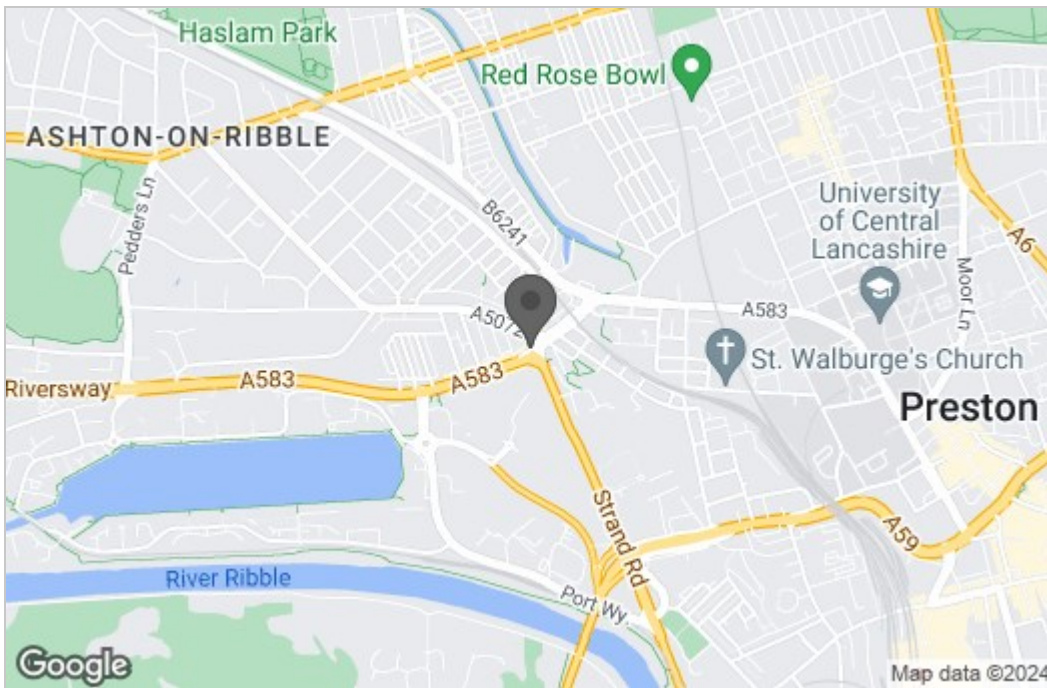 Haslam Park
Red Rose Bowl
ASHTON-ON-RIBBLE
Pedders Ln
B6241
University
of Central
Lancashire
A6
Moor Ln
A5072
A583
St. Walburge's Church
Riversway
A583
A583
Preston
Strand Rd
A59
River Ribble
Port Wy.
Google
Map data ©2024